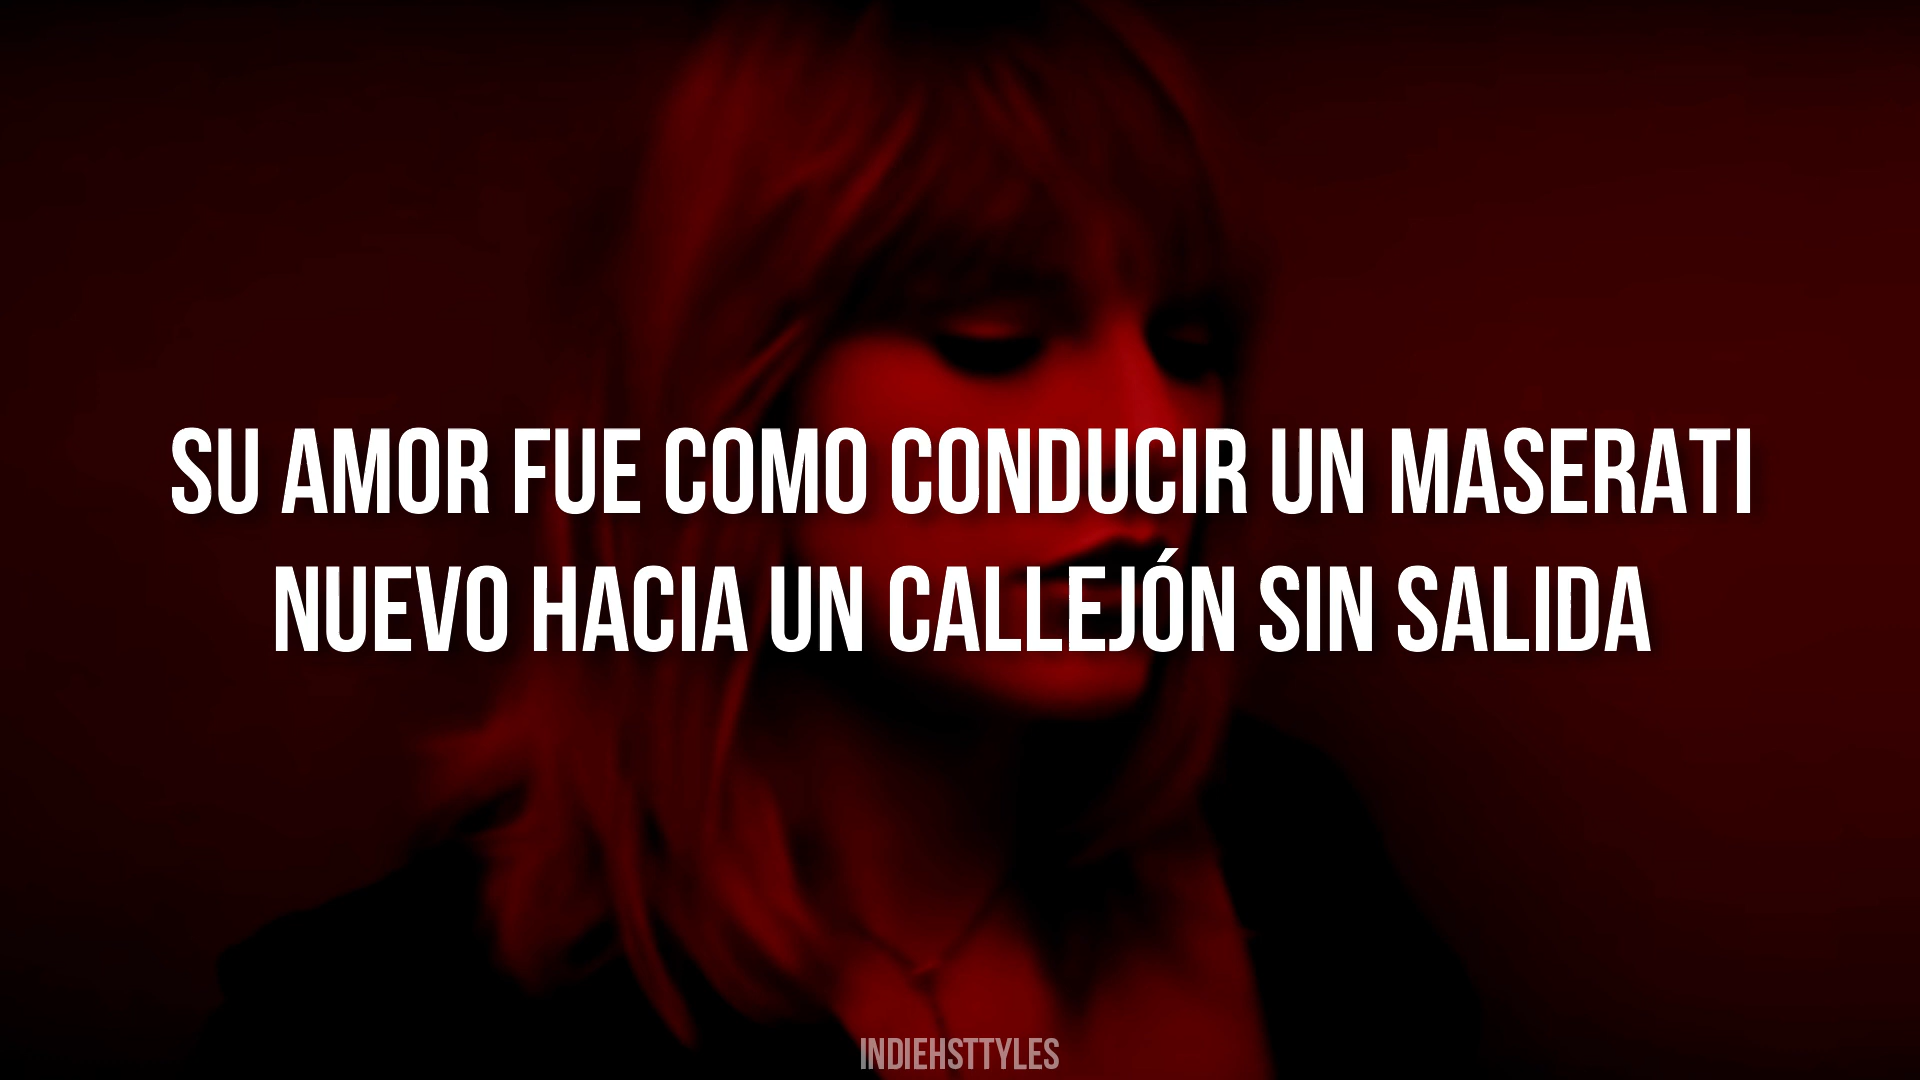 SU AMOR FUE COMO CONDUCIR UN MASERATI
NUEVO HACIA UN CALLEJÓN SIN SALIDA
INDIEHSTTYLES